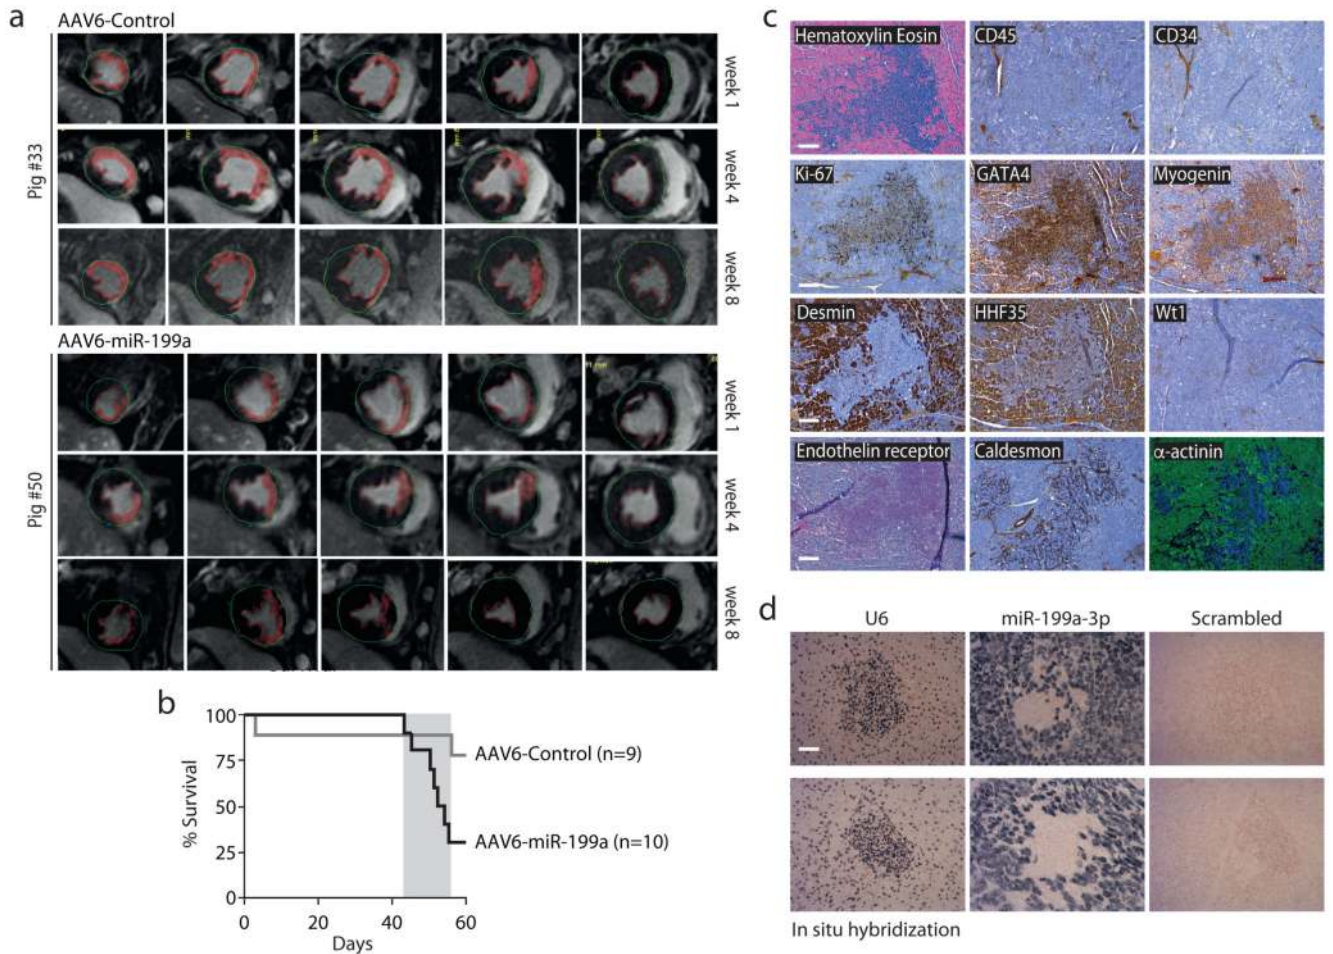 a
AAV6-Control
Pig #33
week 1
week 4
week 8
AAV6-miR-199a
Pig #50
week 1
week 4
week 8
b
% Survival
100
75
50
25
0
0 20 40 60
Days
AAV6-Control (n=9)
AAV6-miR-199a (n=10)
c
Hematoxylin Eosin CD45 CD34
Ki-67 GATA4 Myogenin
Desmin HHF35 Wt1
Endothelin receptor Caldesmon α-actinin
d
U6 miR-199a-3p Scrambled
In situ hybridization